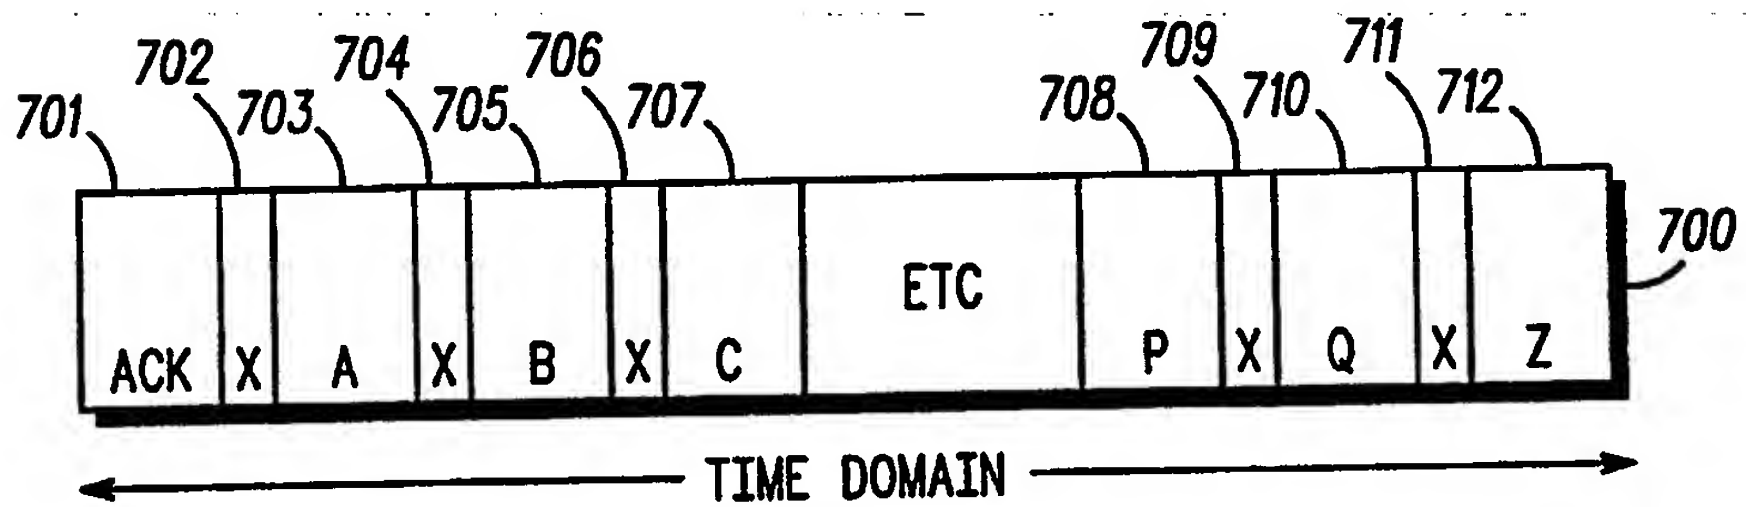 702 704 706 709 711
701 703 705 707 708 710 712
700
ETC
ACK X A X B X C P X Q X Z
TIME DOMAIN